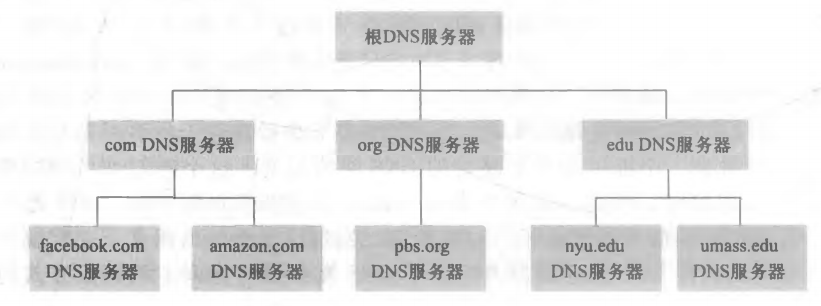 根DNS服务器
com DNS服务器
org DNS服务器
edu DNS服务器
facebook.com
DNS服务器
amazon.com
DNS服务器
pbs.org
DNS服务器
nyu.edu
DNS服务器
umass.edu
DNS服务器